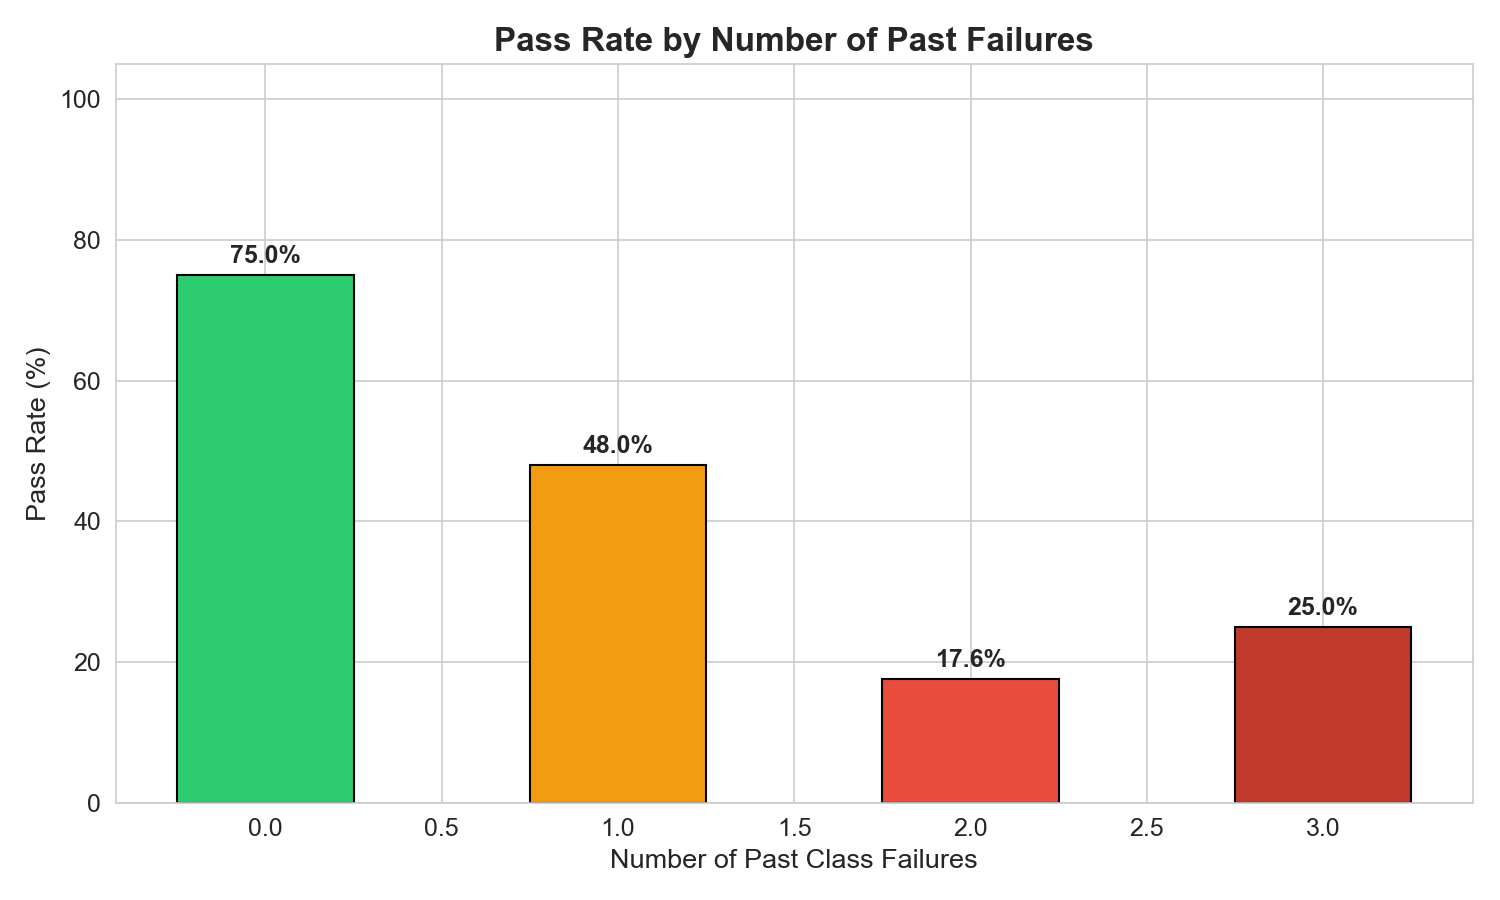 Pass Rate by Number of Past Failures
Pass Rate (%)
100
80
60
40
20
0
75.0%
48.0%
17.6%
25.0%
0.0 0.5 1.0 1.5 2.0 2.5 3.0
Number of Past Class Failures